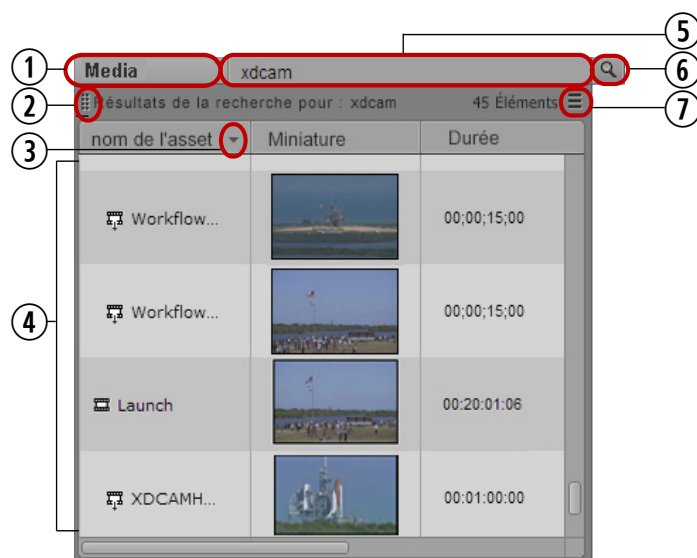 5
1 Media xdcam 6
2 Résultats de la recherche pour : xdcam 45 Éléments 7
3 nom de l'asset Miniature Durée
Workflow... 00;00;15;00
4 Workflow... 00;00;15;00
Launch 00:20:01:06
XDCAMH... 00:01:00:00